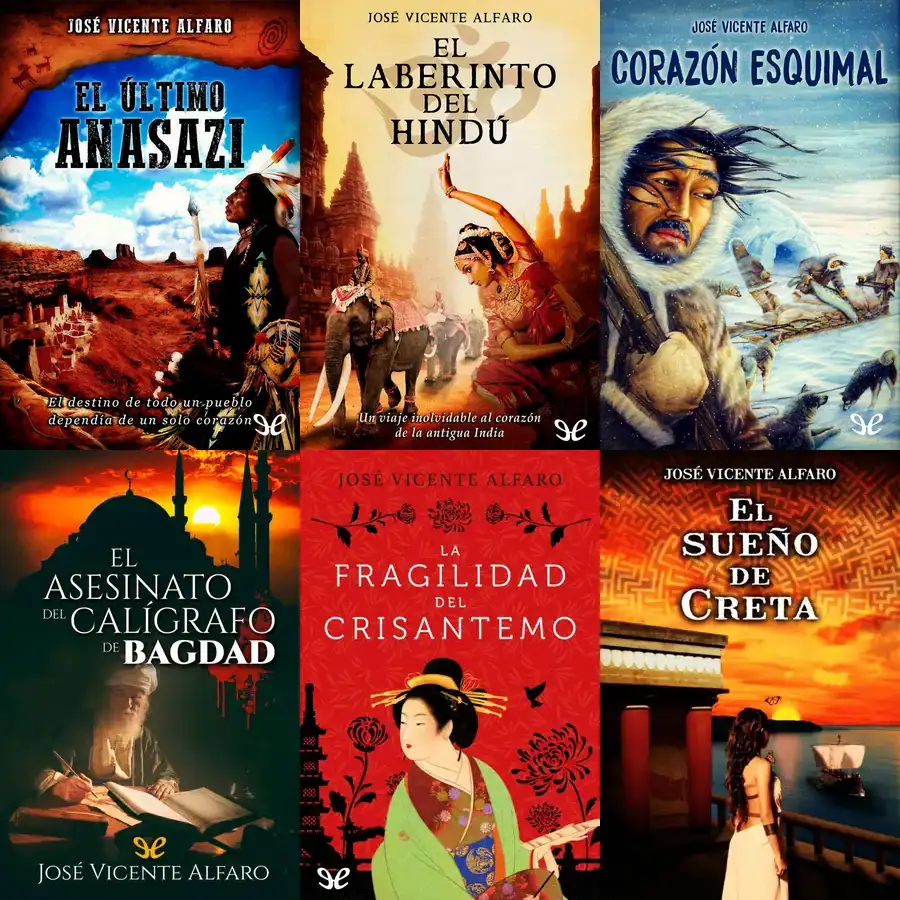 JOSÉ VICENTE ALFARO
EL ÚLTIMO
ANASAZI
El destino de todo un pueblo
dependía de un solo corazón
JOSÉ VICENTE ALFARO
EL
LABERINTO
DEL
HINDÚ
Un viaje inolvidable al corazón
de la antigua India
JOSÉ VICENTE ALFARO
CORAZÓN ESQUIMAL
EL
ASESINATO
DEL CALÍGRAFO
DE BAGDAD
JOSÉ VICENTE ALFARO
JOSÉ VICENTE ALFARO
LA
FRAGILIDAD
DEL
CRISANTEMO
JOSÉ VICENTE ALFARO
EL
SUEÑO
DE
CRETA